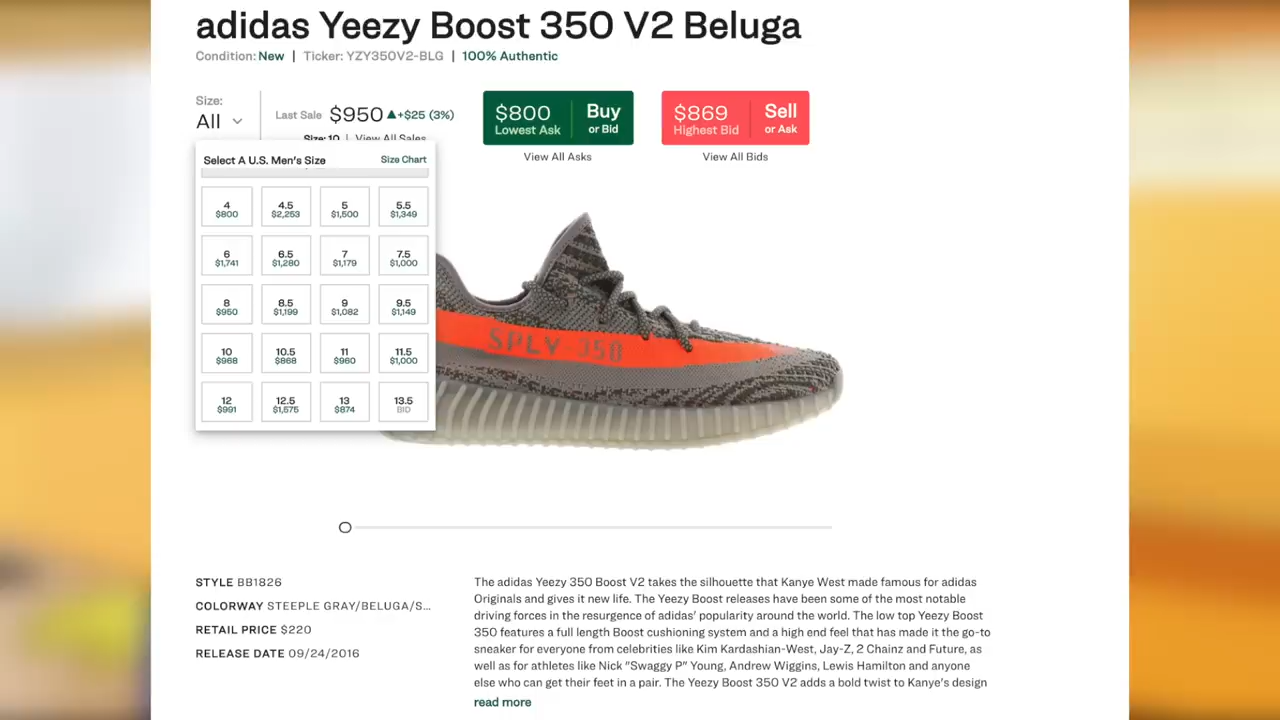 adidas Yeezy Boost 350 V2 Beluga
Condition: New | Ticker: YZY350V2-BLG | 100% Authentic
Size:
All
Last Sale $950 ▲+$25 (3%)
Size: 10 | View All Sales
$800
Lowest Ask
Buy
or Bid
$869
Highest Bid
Sell
or Ask
View All Asks
View All Bids
Select A U.S. Men's Size
Size Chart
4
$800
4.5
$2,253
5
$1,500
5.5
$1,349
6
$1,741
6.5
$1,280
7
$1,179
7.5
$1,000
8
$950
8.5
$1,199
9
$1,082
9.5
$1,149
10
$968
10.5
$868
11
$960
11.5
$1,000
12
$991
12.5
$1,575
13
$874
13.5
BID
SPLY-350
STYLE BB1826
COLORWAY STEEPLE GRAY/BELUGA/S...
RETAIL PRICE $220
RELEASE DATE 09/24/2016
The adidas Yeezy 350 Boost V2 takes the silhouette that Kanye West made famous for adidas
Originals and gives it new life. The Yeezy Boost releases have been some of the most notable
driving forces in the resurgence of adidas' popularity around the world. The low top Yeezy Boost
350 features a full length Boost cushioning system and a high end feel that has made it the go-to
sneaker for everyone from celebrities like Kim Kardashian-West, Jay-Z, 2 Chainz and Future, as
well as for athletes like Nick "Swaggy P" Young, Andrew Wiggins, Lewis Hamilton and anyone
else who can get their feet in a pair. The Yeezy Boost 350 V2 adds a bold twist to Kanye's design
read more